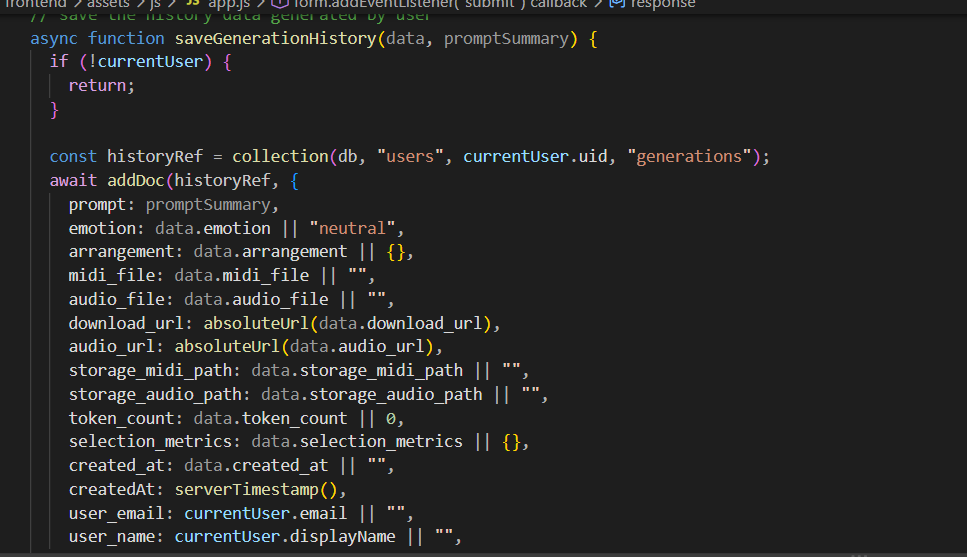 frontend > assets > js > JS app.js > form.addEventListener("submit") callback > response
// save the history data generated by user
async function saveGenerationHistory(data, promptSummary) {
if (!currentUser) {
return;
}
const historyRef = collection(db, "users", currentUser.uid, "generations");
await addDoc(historyRef, {
prompt: promptSummary,
emotion: data.emotion || "neutral",
arrangement: data.arrangement || {},
midi_file: data.midi_file || "",
audio_file: data.audio_file || "",
download_url: absoluteUrl(data.download_url),
audio_url: absoluteUrl(data.audio_url),
storage_midi_path: data.storage_midi_path || "",
storage_audio_path: data.storage_audio_path || "",
token_count: data.token_count || 0,
selection_metrics: data.selection_metrics || {},
created_at: data.created_at || "",
createdAt: serverTimestamp(),
user_email: currentUser.email || "",
user_name: currentUser.displayName || "",